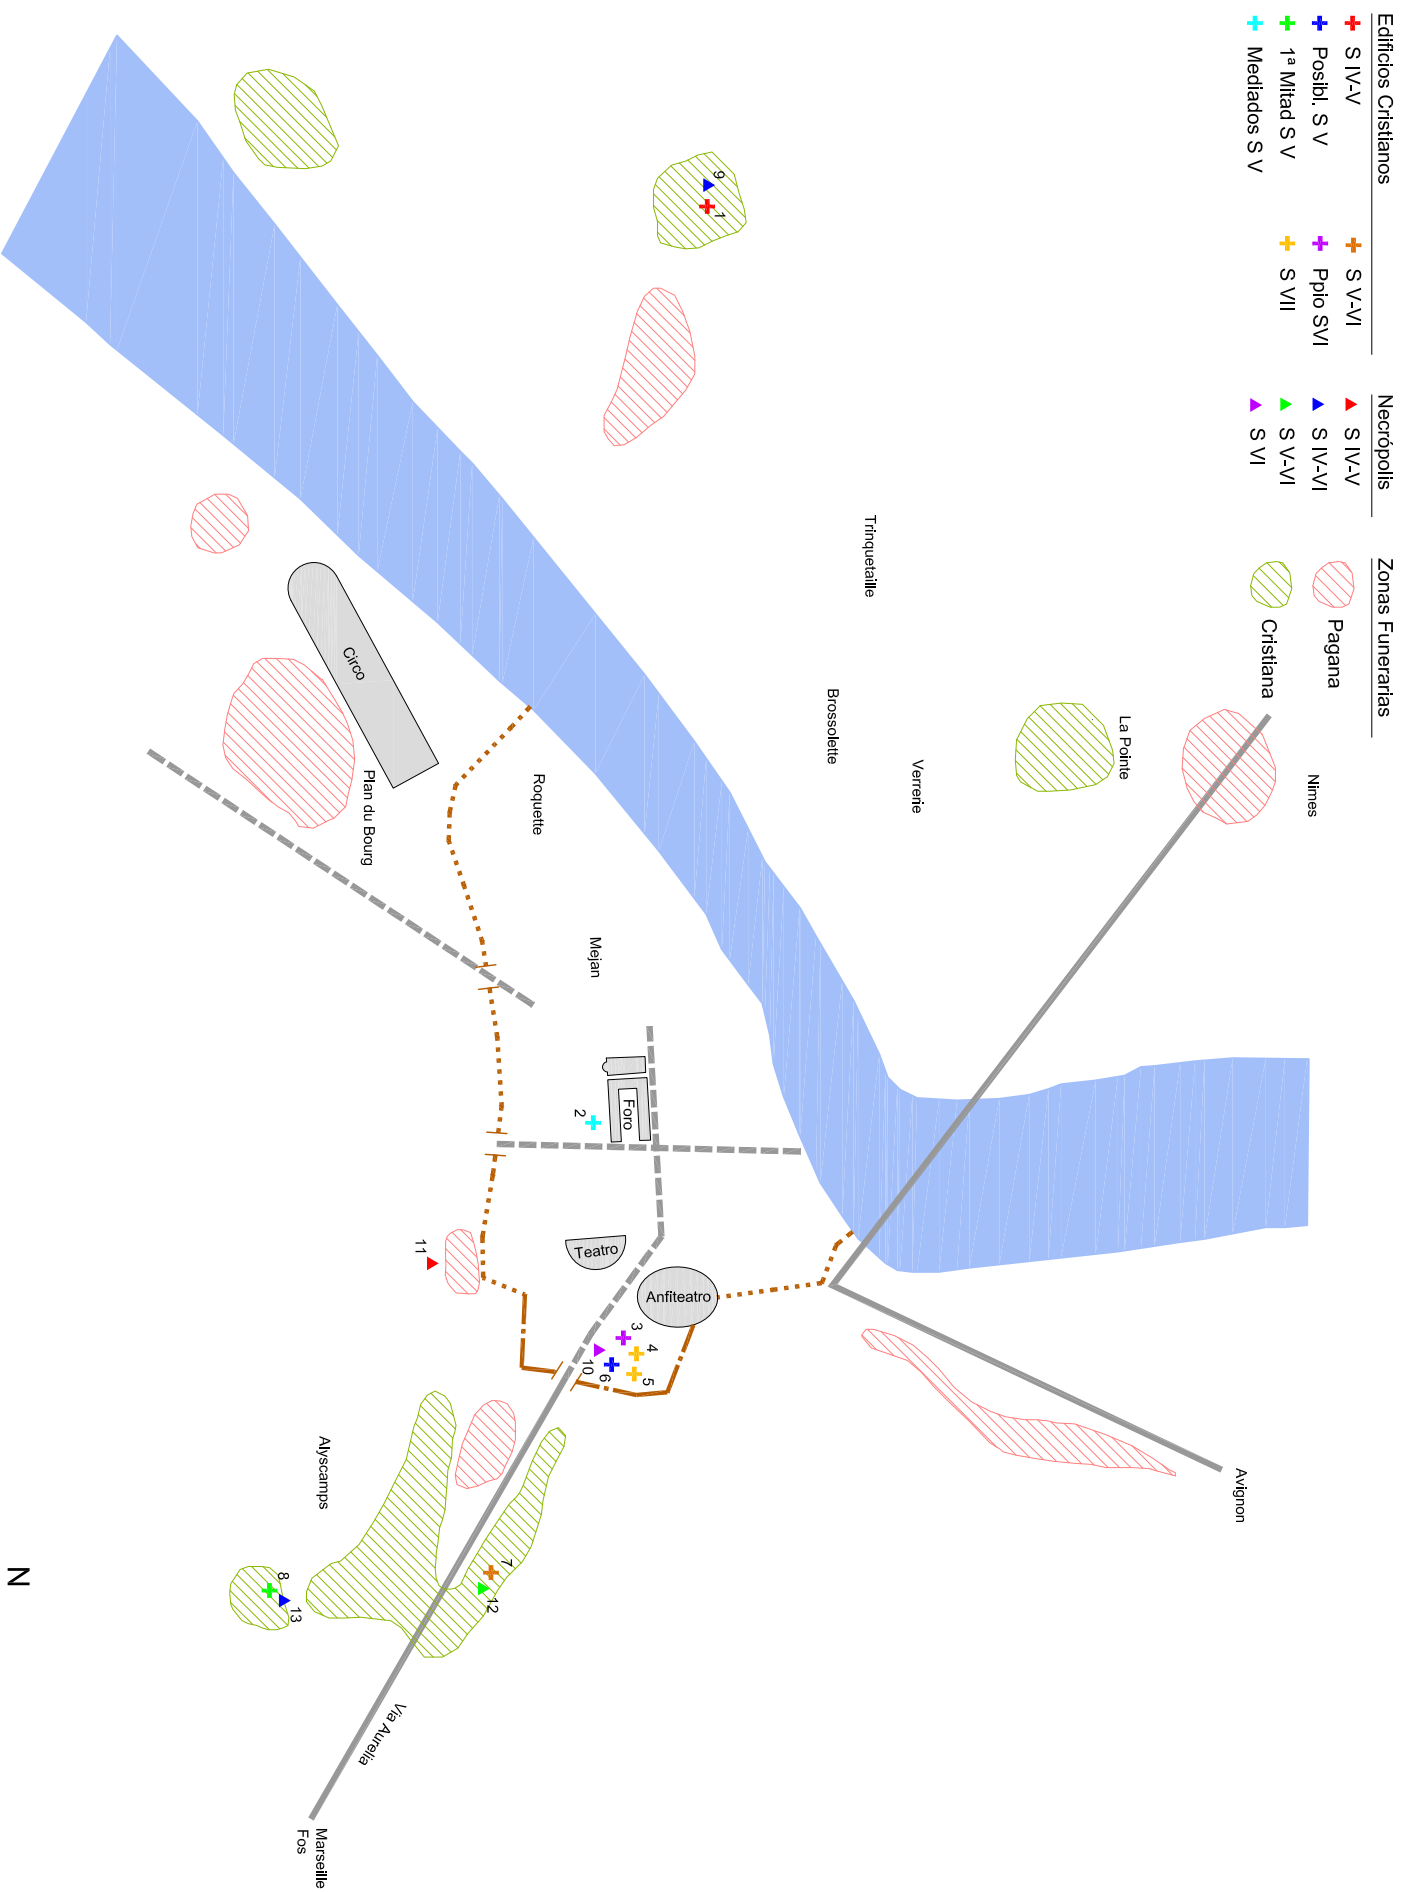 Edificios Cristianos
S IV-V
Posibl. S V
1ª Mitad S V
Mediados S V
S V-VI
Ppio SVI
S VII
Necrópolis
S IV-V
S IV-VI
S V-VI
S VI
Zonas Funerarias
Pagana
Cristiana
Nimes
La Pointe
Verrerie
Brossolette
Trinquetaille
9
1
Circo
Plan du Bourg
Roquette
Mejan
Foro
2
Teatro
Anfiteatro
11
3
4
5
6
10
Avignon
Alyscamps
7
12
8
13
Via Aurelia
Marseille
Fos
N